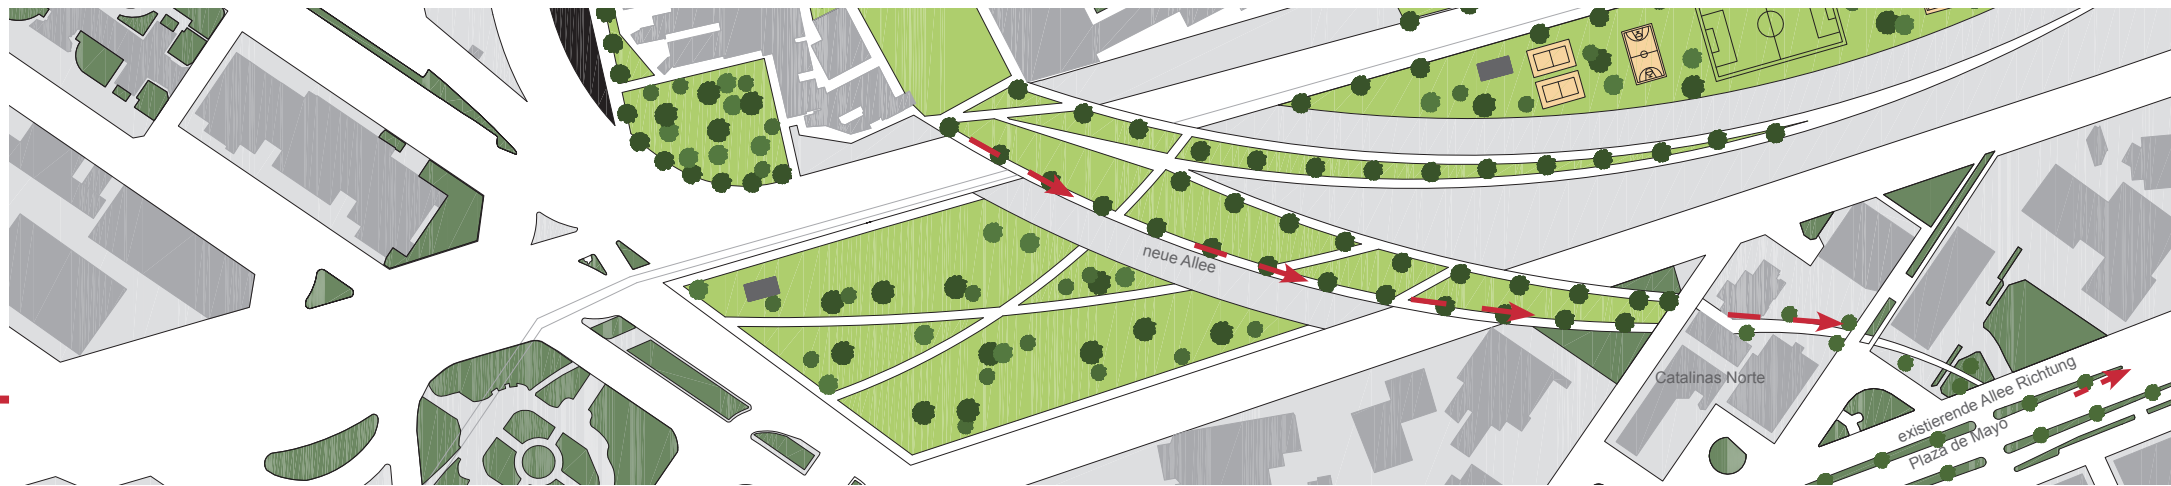 neue Allee
Catalinas Norte
existierende Allee Richtung
Plaza de Mayo